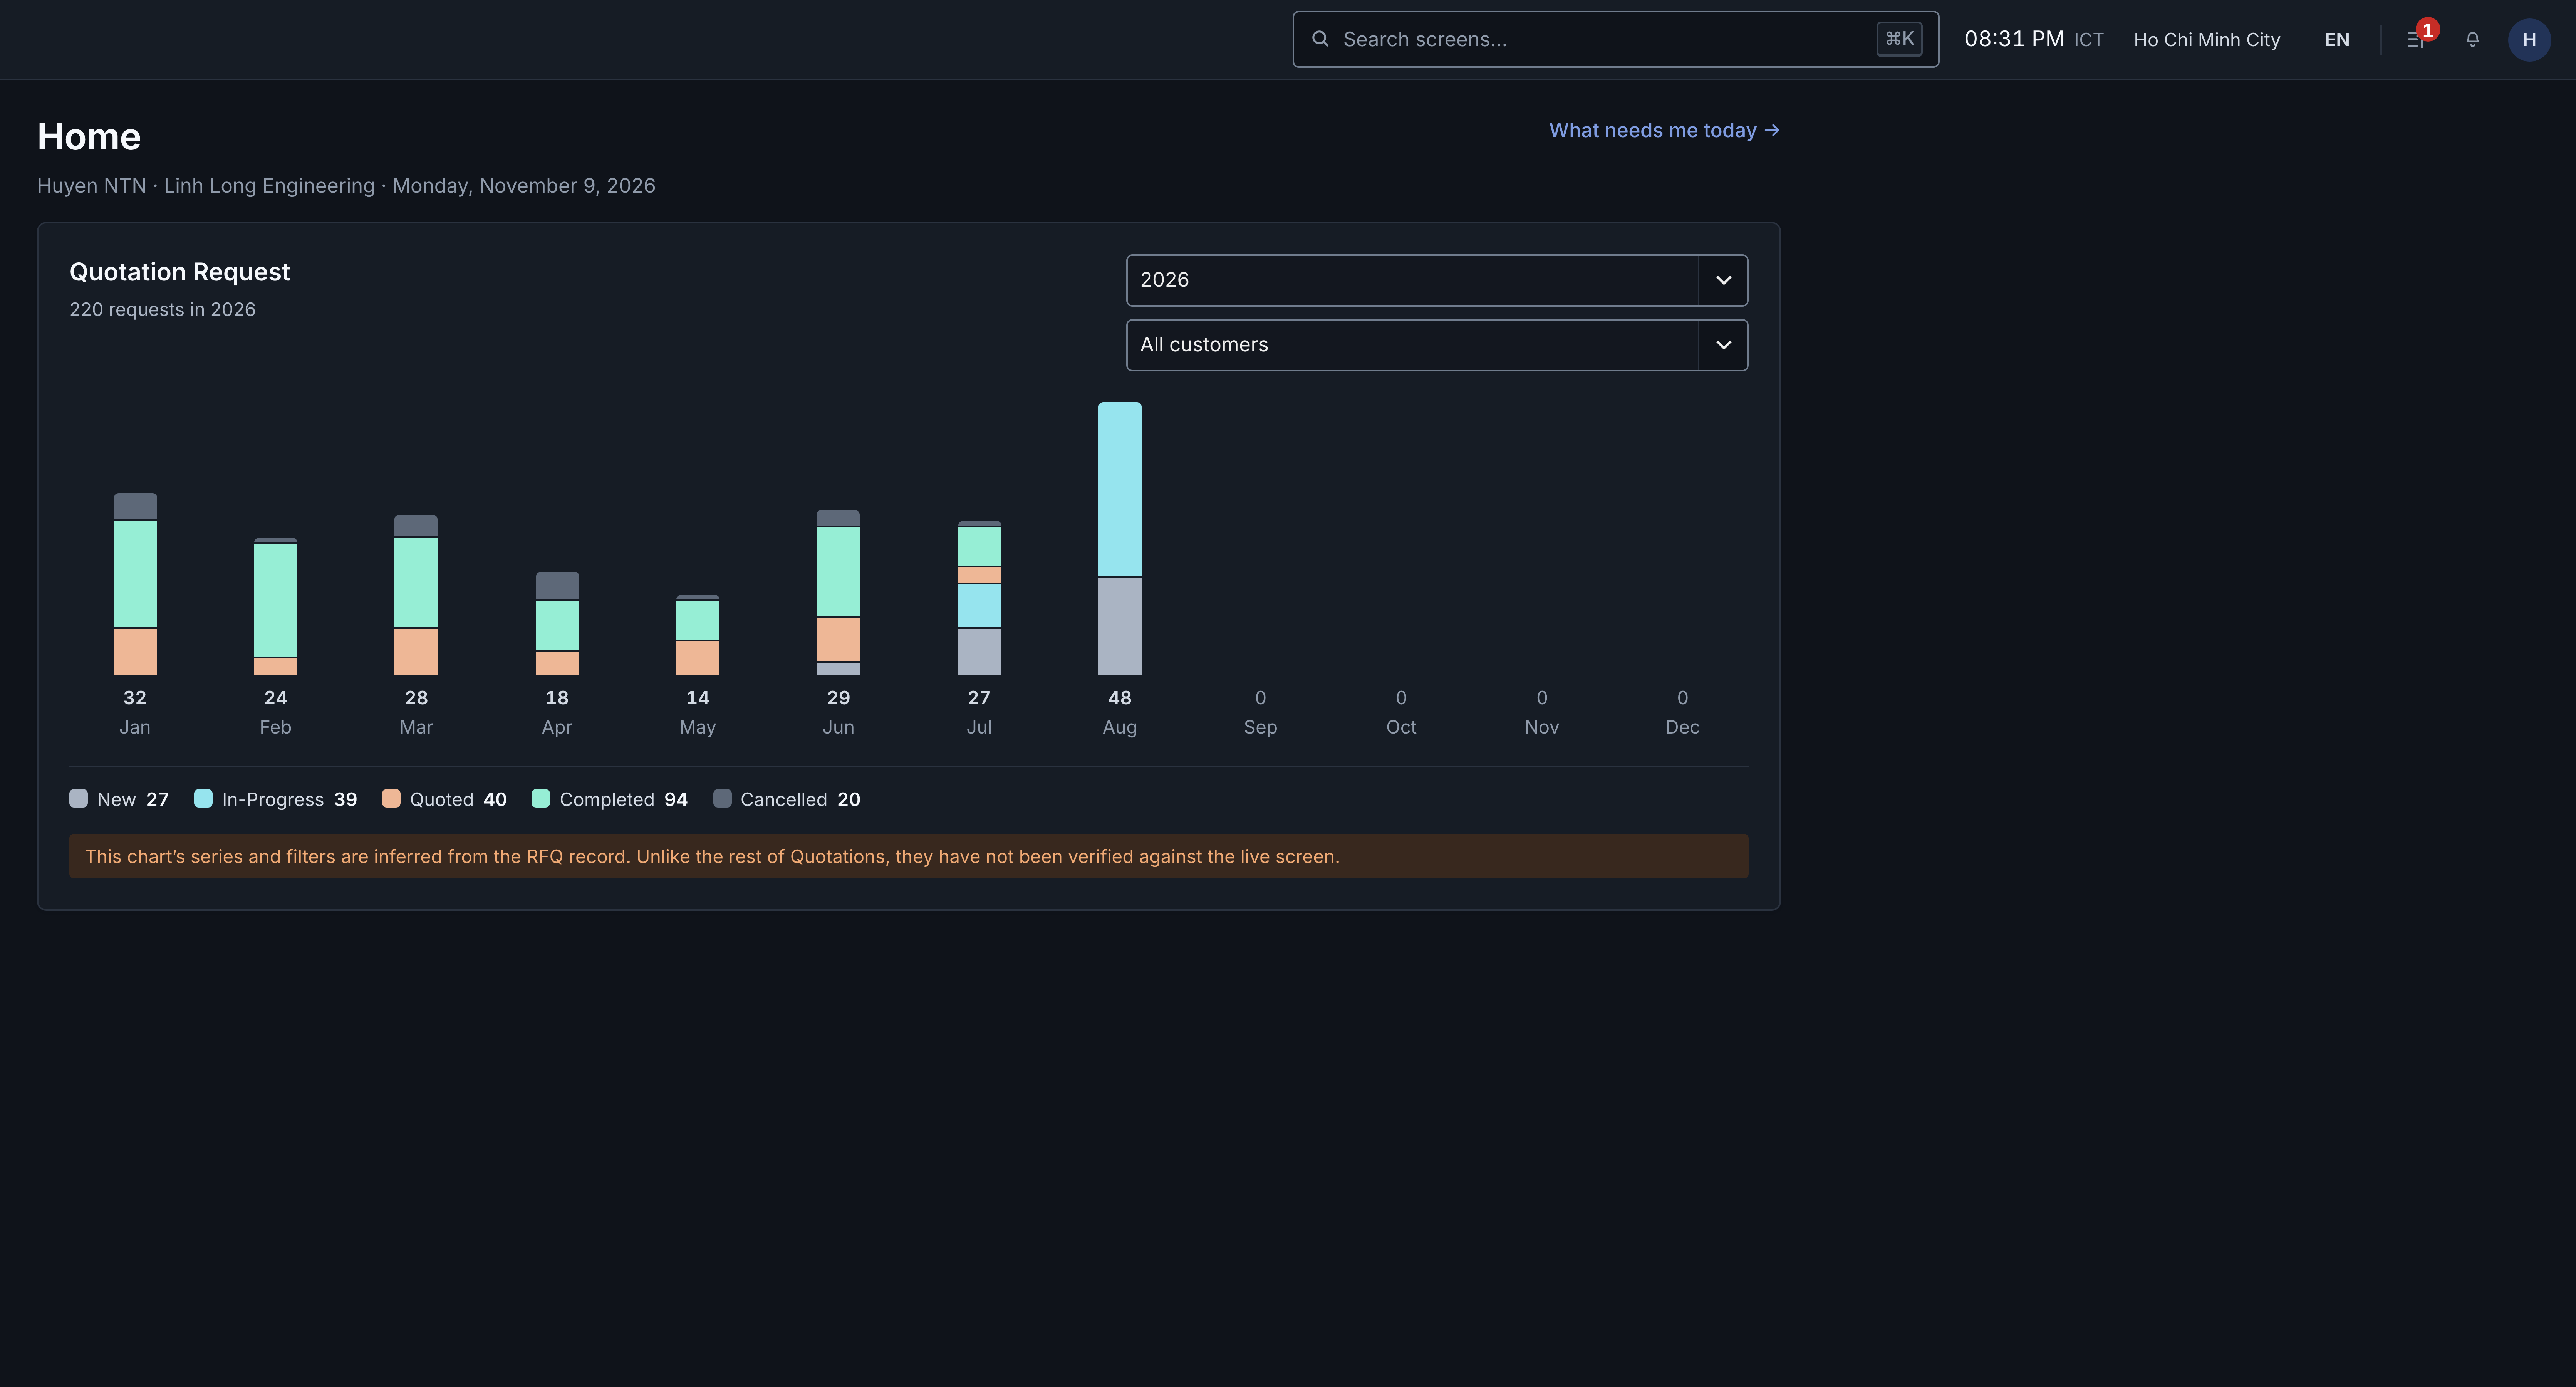 Search screens...
⌘K
08:31 PM ICT
Ho Chi Minh City
EN
1
H
Home
What needs me today →
Huyen NTN · Linh Long Engineering · Monday, November 9, 2026
Quotation Request
220 requests in 2026
2026
All customers
32 24 28 18 14 29 27 48 0 0 0 0
Jan Feb Mar Apr May Jun Jul Aug Sep Oct Nov Dec
New 27 In-Progress 39 Quoted 40 Completed 94 Cancelled 20
This chart’s series and filters are inferred from the RFQ record. Unlike the rest of Quotations, they have not been verified against the live screen.